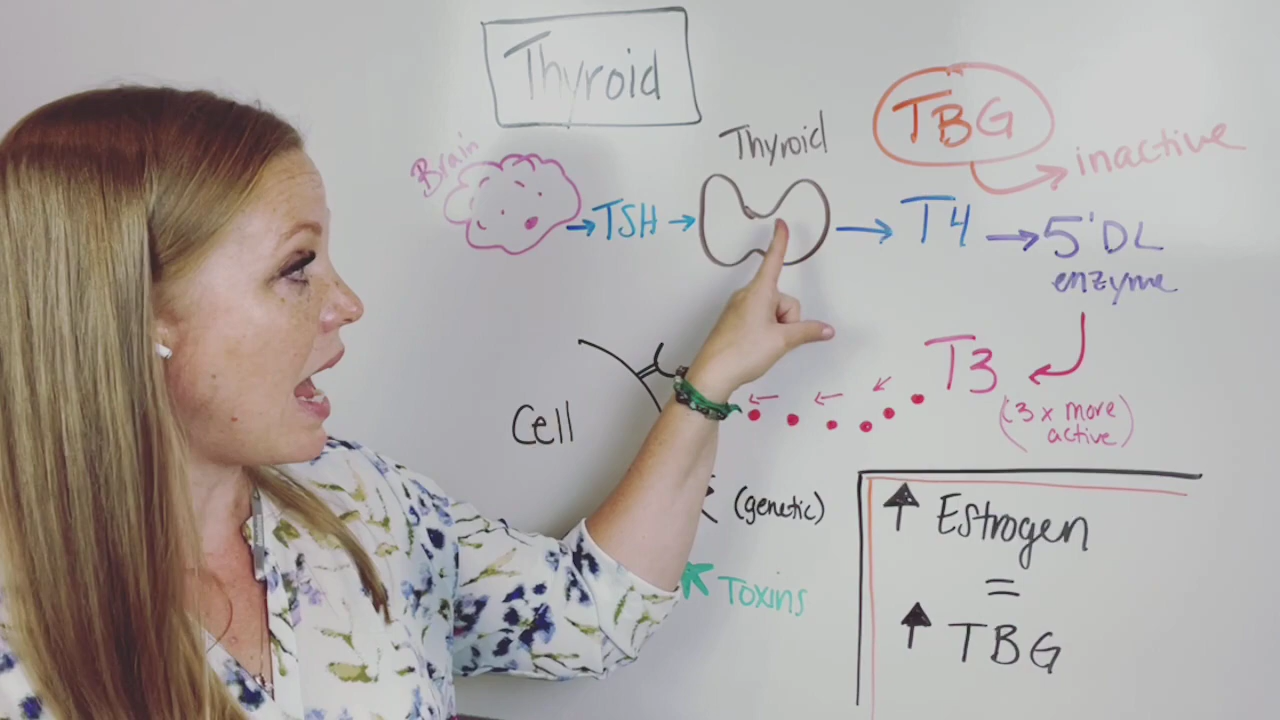 Thyroid
Brain
TSH
Thyroid
TBG
inactive
T4
5'DL
enzyme
T3
(3 x more
active)
Cell
(genetic)
Toxins
Estrogen
=
TBG